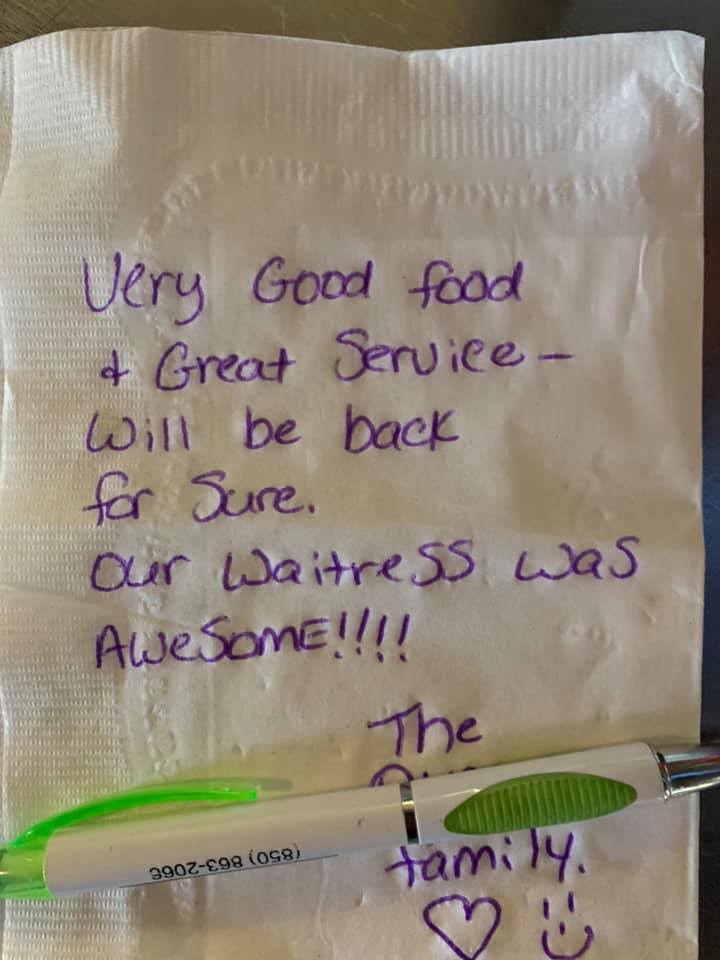 Very Good food
& Great Service –
Will be back
for Sure.
Our Waitress was
AWESOME!!!!
The
family.
(850) 863-2066